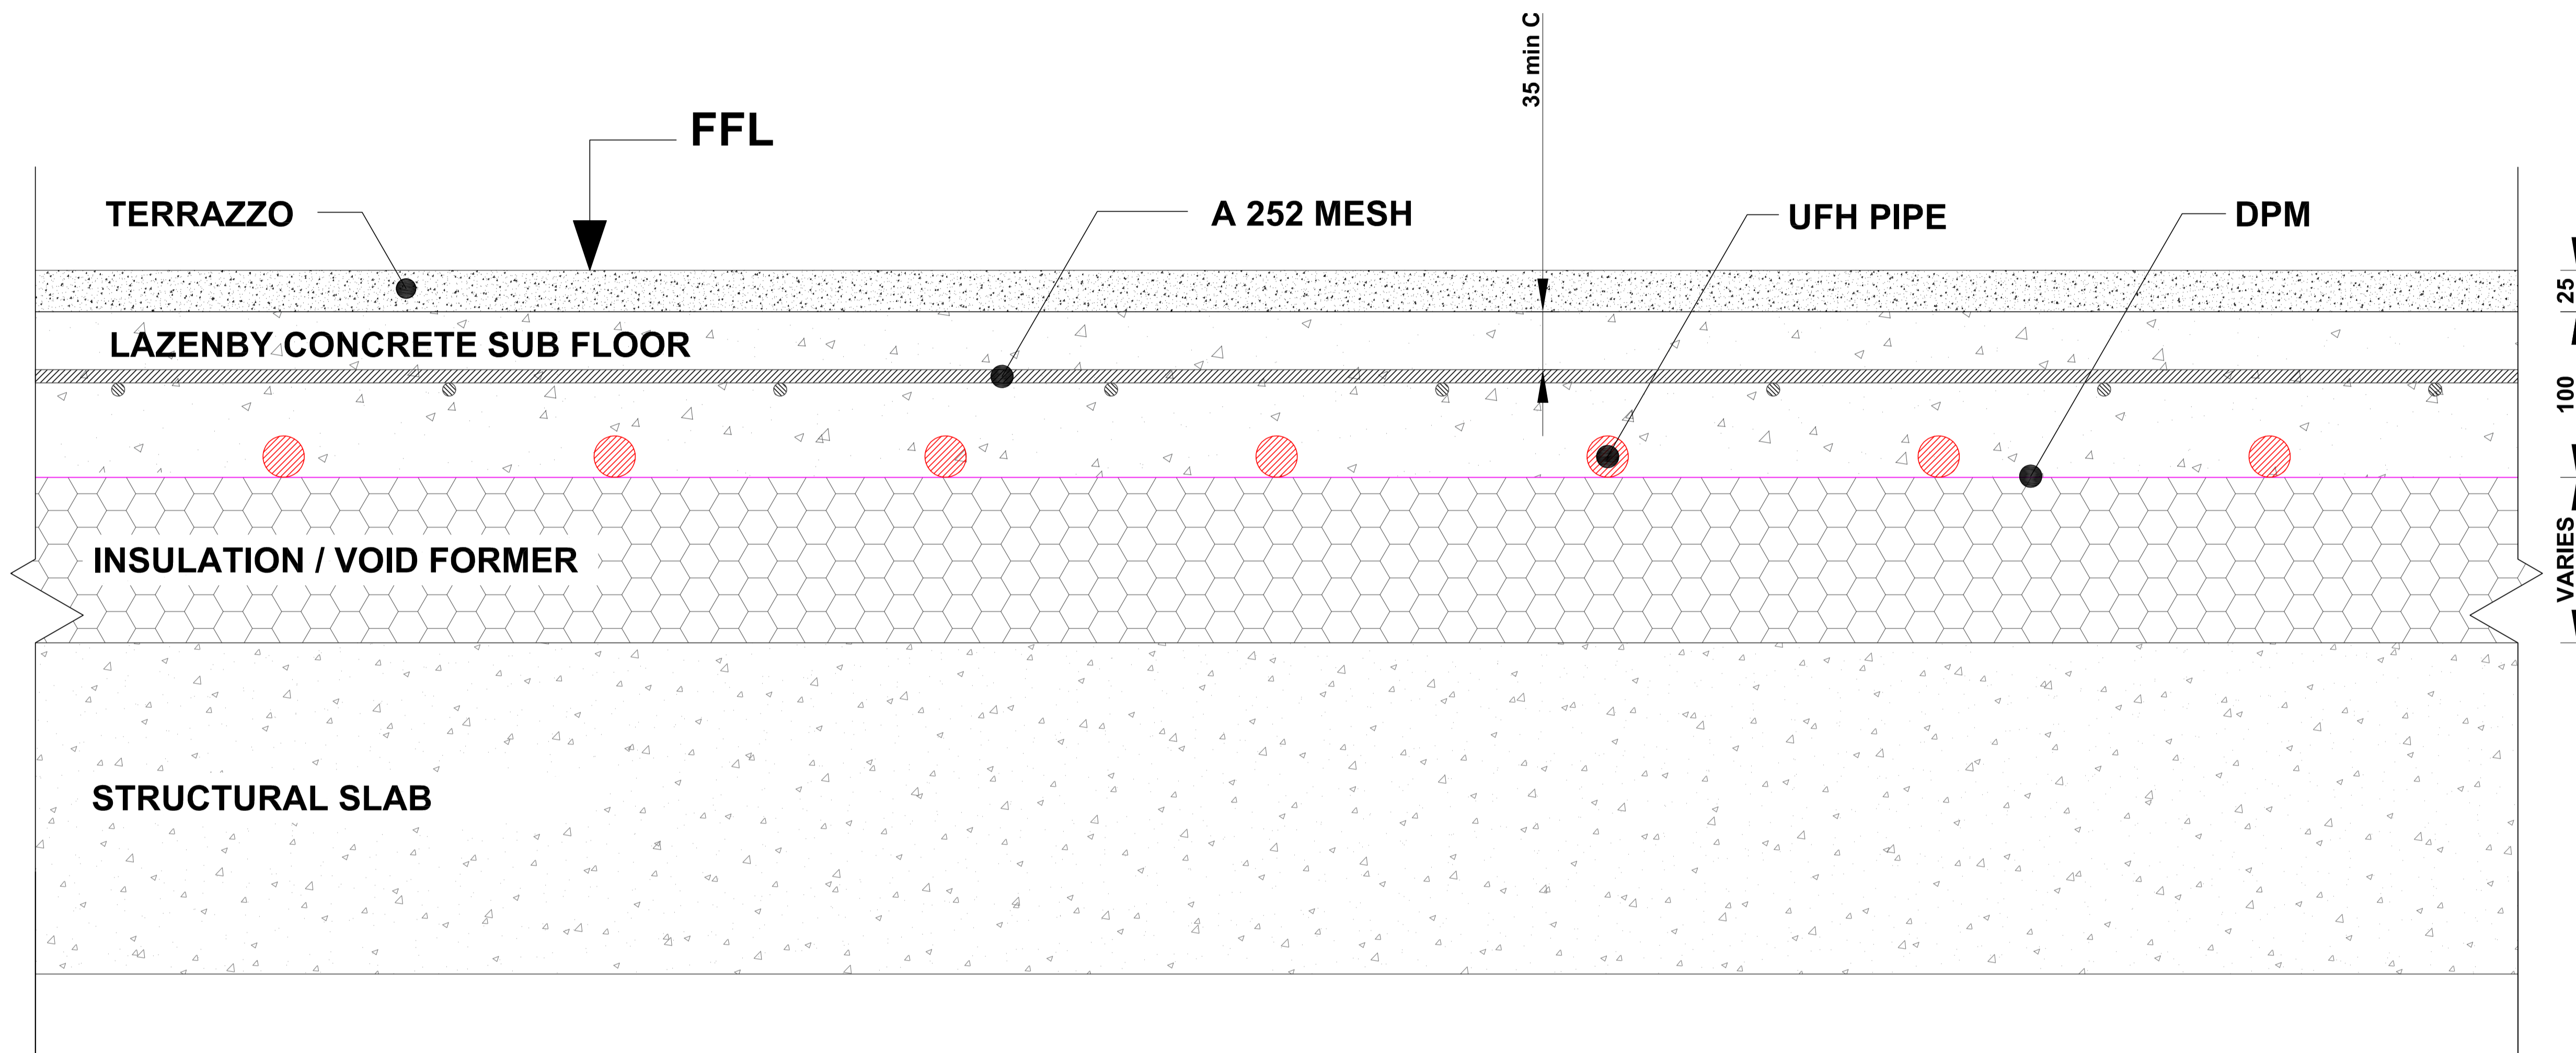 35 min C
FFL
TERRAZZO
A 252 MESH
UFH PIPE
DPM
25
LAZENBY CONCRETE SUB FLOOR
100
INSULATION / VOID FORMER
VARIES
STRUCTURAL SLAB